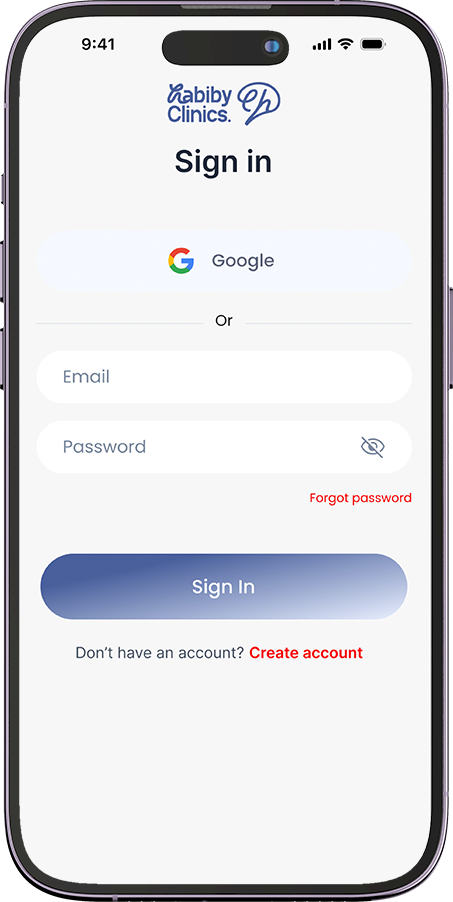 9:41
habiby
Clinics.
Sign in
Google
Or
Email
Password
Forgot password
Sign In
Don’t have an account? Create account